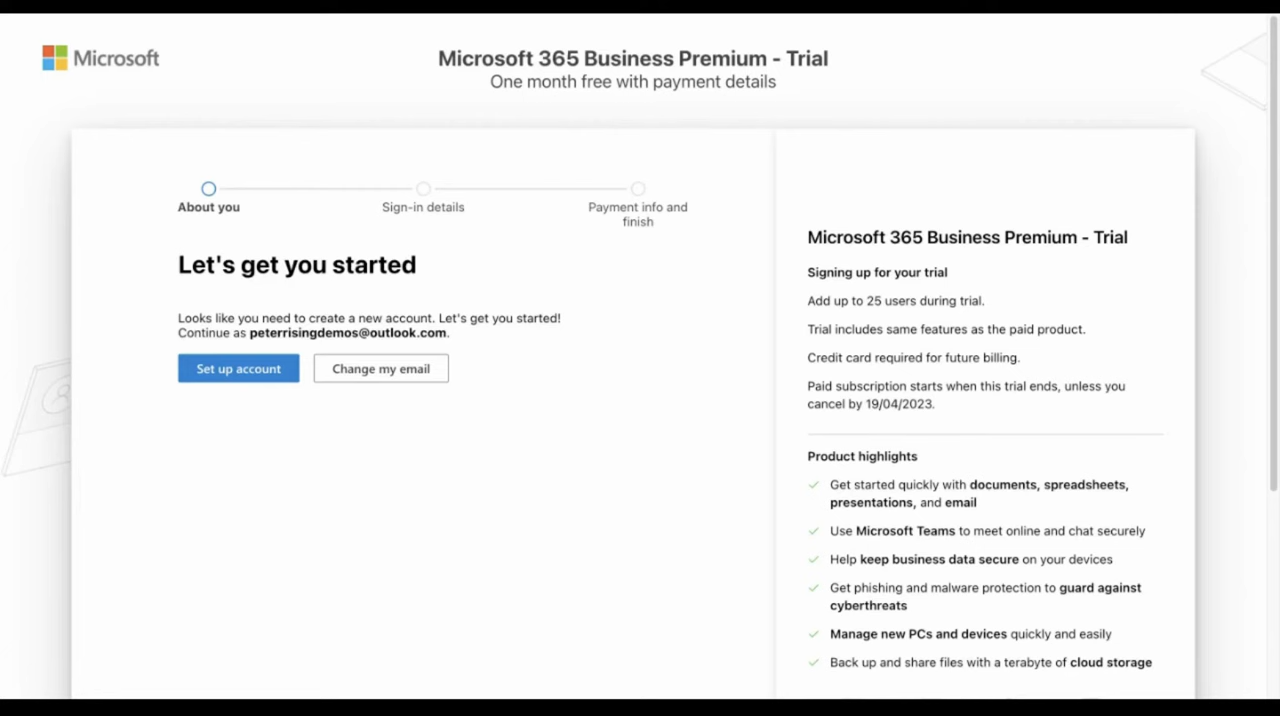 Microsoft
Microsoft 365 Business Premium - Trial
One month free with payment details
About you
Sign-in details
Payment info and
finish
Let's get you started
Looks like you need to create a new account. Let's get you started!
Continue as peterrisingdemos@outlook.com.
Set up account
Change my email
Microsoft 365 Business Premium - Trial
Signing up for your trial
Add up to 25 users during trial.
Trial includes same features as the paid product.
Credit card required for future billing.
Paid subscription starts when this trial ends, unless you
cancel by 19/04/2023.
Product highlights
Get started quickly with documents, spreadsheets,
presentations, and email
Use Microsoft Teams to meet online and chat securely
Help keep business data secure on your devices
Get phishing and malware protection to guard against
cyberthreats
Manage new PCs and devices quickly and easily
Back up and share files with a terabyte of cloud storage